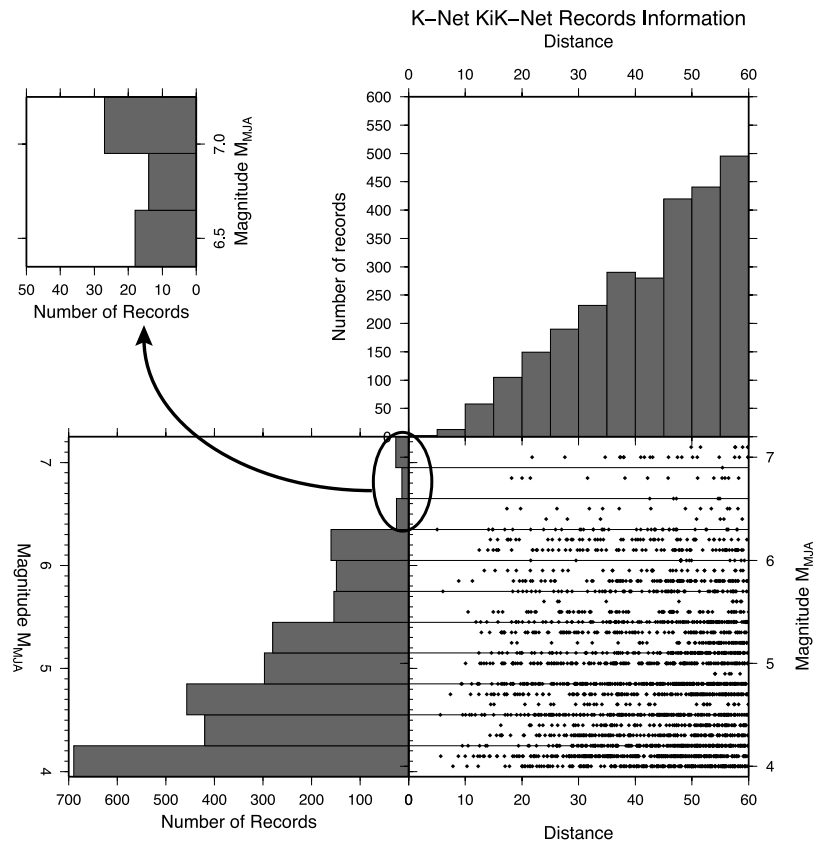 K-Net KiK-Net Records Information
Distance
0 10 20 30 40 50 60
600
550
500
450
400
350
300
250
200
150
100
50
0
Number of records
7.0
6.5
Magnitude M_MJA
50 40 30 20 10 0
Number of Records
7
6
5
4
Magnitude M_MJA
700 600 500 400 300 200 100 0
Number of Records
7
6
5
4
Magnitude M_MJA
0 10 20 30 40 50 60
Distance